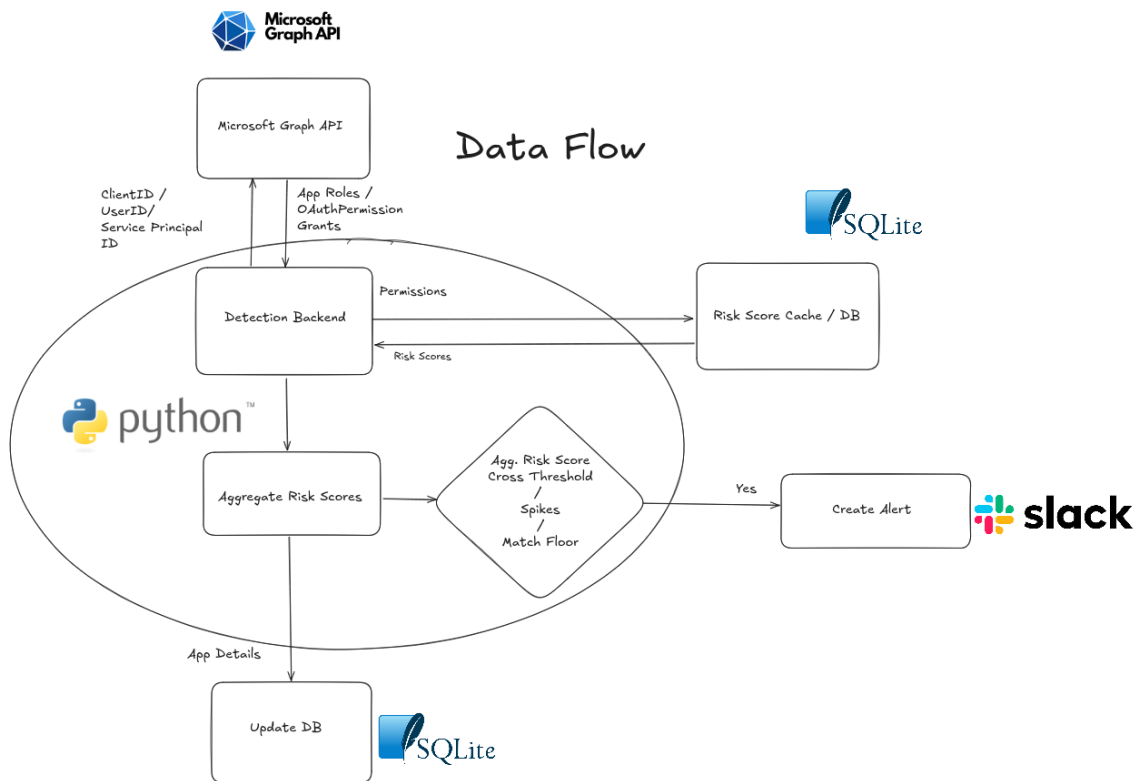 Microsoft
Graph API
Microsoft Graph API
Data Flow
ClientID /
UserID/
Service Principal
ID
App Roles /
OAuthPermission
Grants
SQLite
Detection Backend
Permissions
Risk Scores
Risk Score Cache / DB
python™
Aggregate Risk Scores
Agg. Risk Score
Cross Threshold
/
Spikes
/
Match Floor
Yes
Create Alert
slack
App Details
Update DB
SQLite